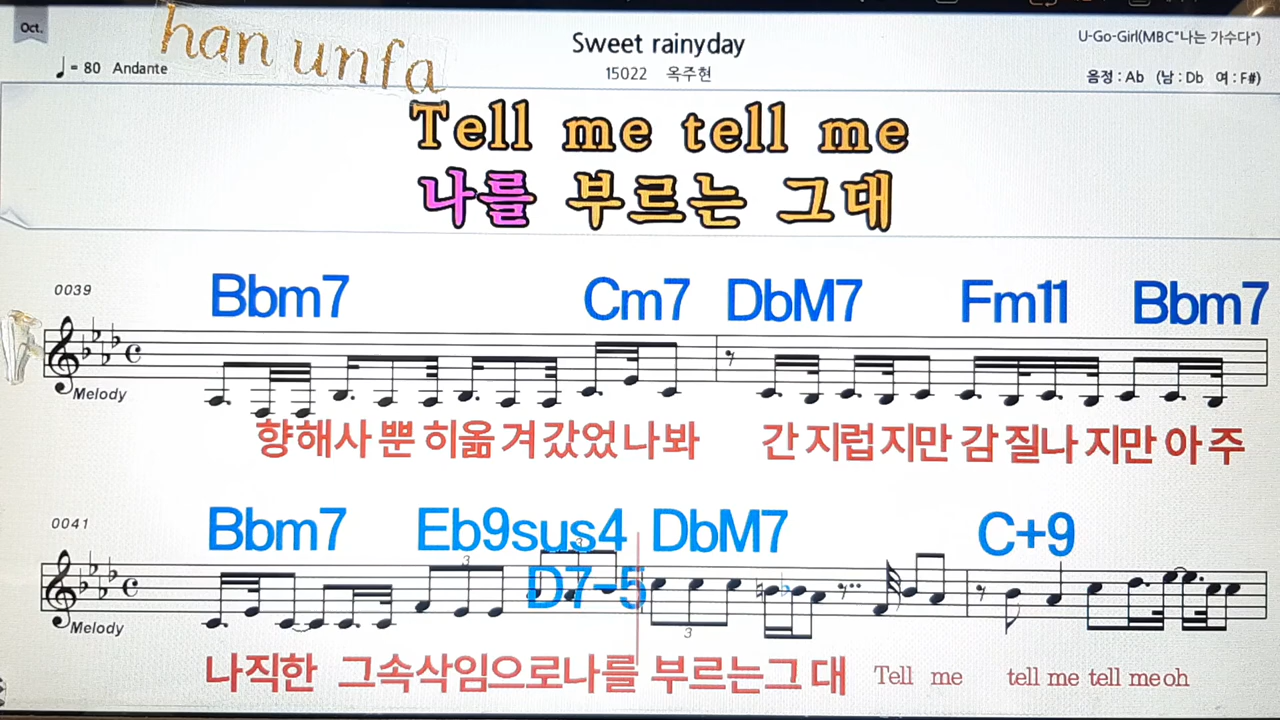 Oct.
han unfa
Sweet rainyday
U-Go-Girl(MBC"나는 가수다")
♩= 80 Andante
15022 옥주현
음정 : Ab (남 : Db 여 : F#)
Tell me tell me
나를 부르는 그대
0039
Bbm7 Cm7 DbM7 Fm11 Bbm7
Melody
향해사 뿐 히옮 겨 갔었나봐 간 지럽 지만 감 질나 지만 아 주
0041
Bbm7 Eb9sus4 DbM7 C+9
3
3
D7-5
3
Melody
나직한 그속삭임으로나를 부르는그 대 Tell me tell me tell me oh